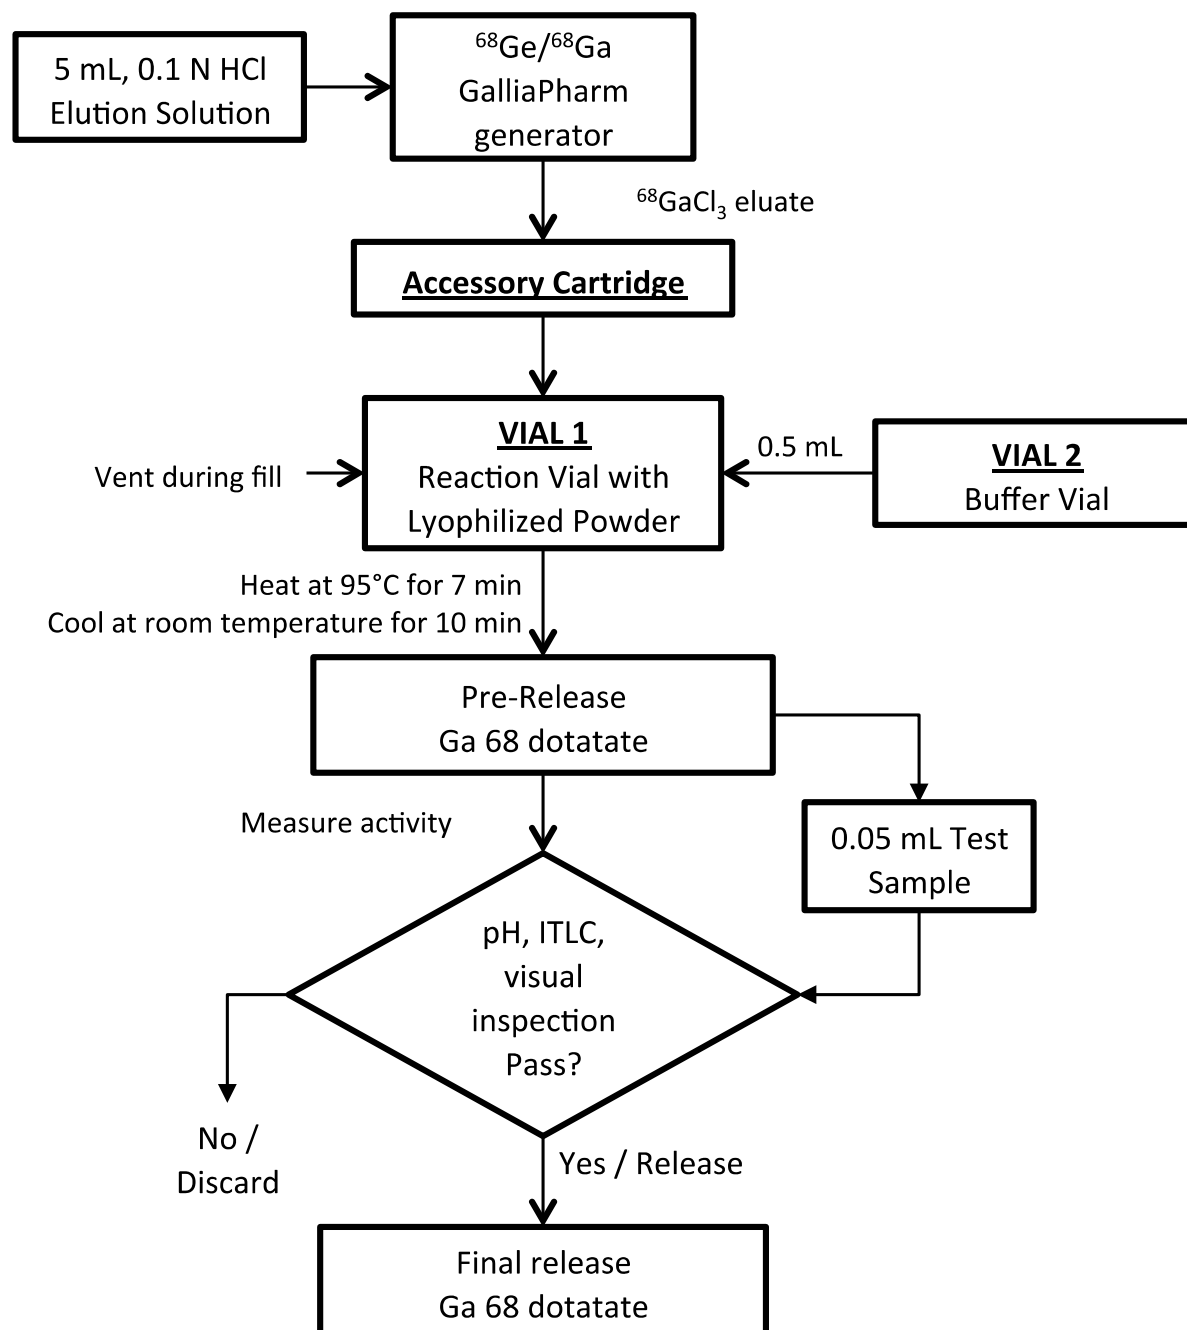 5 mL, 0.1 N HCl
Elution Solution
⁶⁸Ge/⁶⁸Ga
GalliaPharm
generator
⁶⁸GaCl₃ eluate
Accessory Cartridge
VIAL 1
Reaction Vial with
Lyophilized Powder
Vent during fill
0.5 mL
VIAL 2
Buffer Vial
Heat at 95°C for 7 min
Cool at room temperature for 10 min
Pre-Release
Ga 68 dotatate
Measure activity
0.05 mL Test
Sample
pH, ITLC,
visual
inspection
Pass?
No /
Discard
Yes / Release
Final release
Ga 68 dotatate